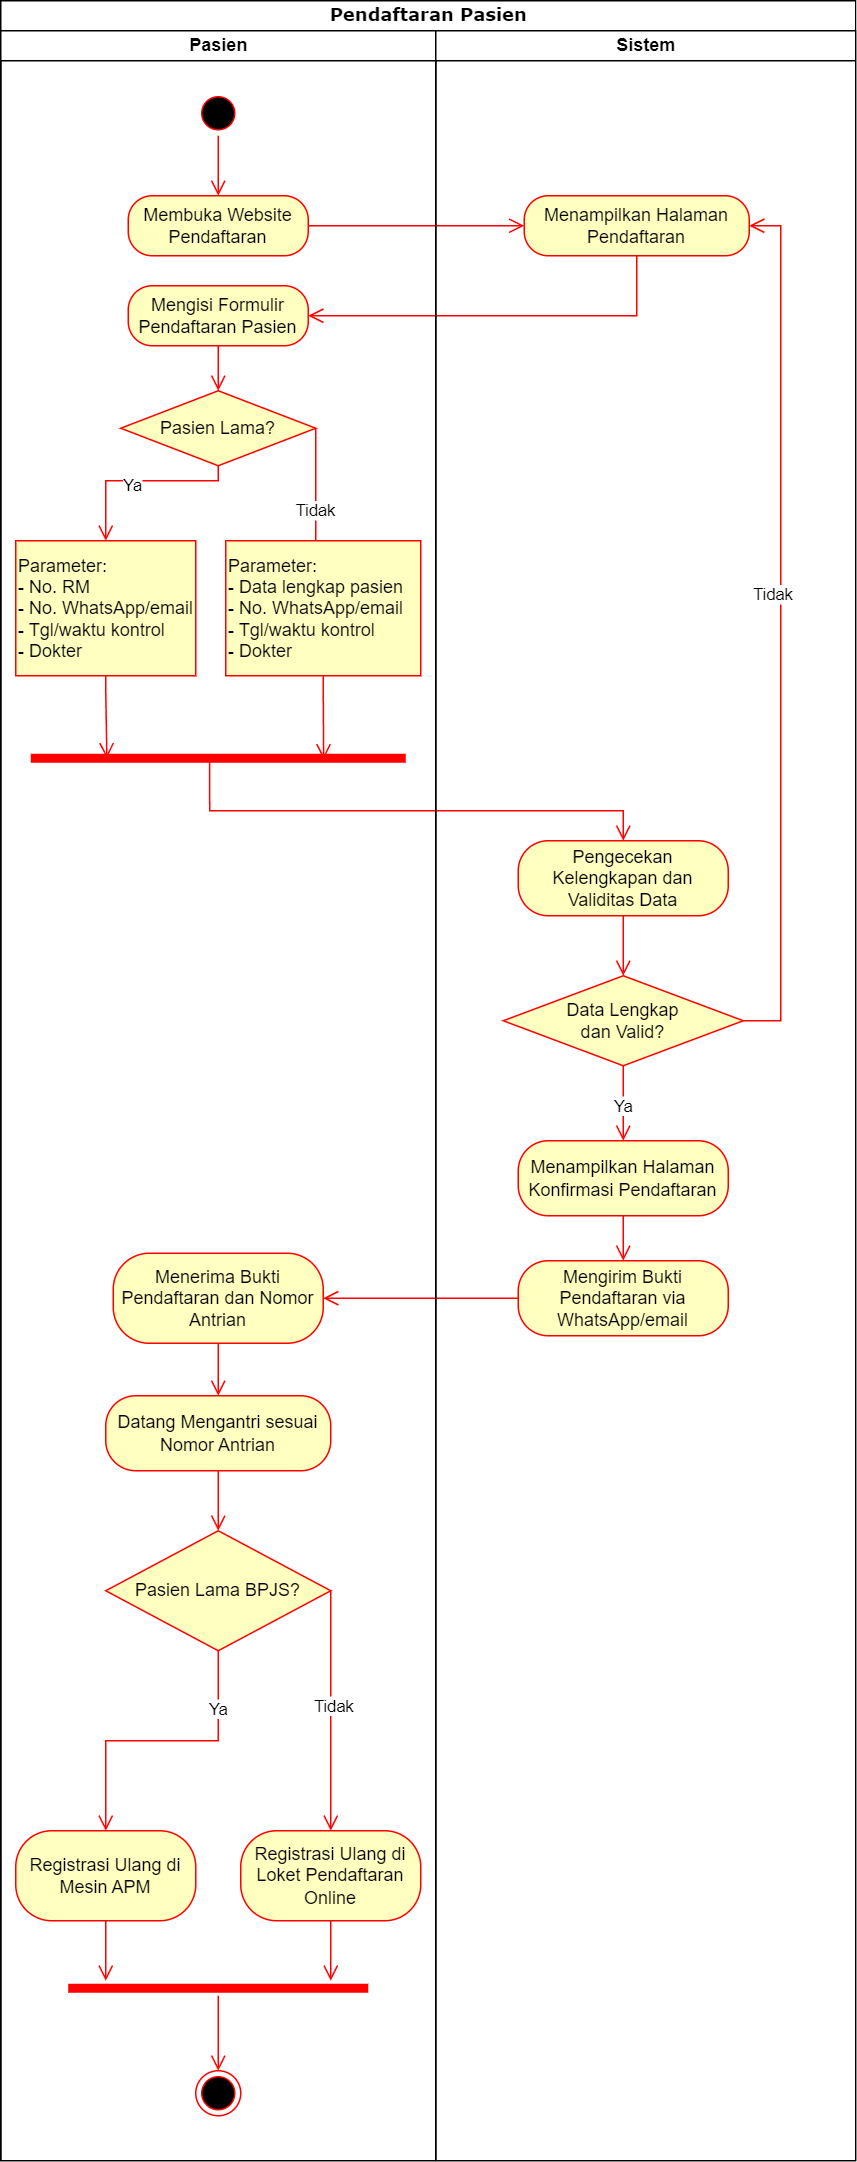 Pendaftaran Pasien
Pasien
Sistem
Membuka Website
Pendaftaran
Menampilkan Halaman
Pendaftaran
Mengisi Formulir
Pendaftaran Pasien
Pasien Lama?
Ya
Tidak
Parameter:
- No. RM
- No. WhatsApp/email
- Tgl/waktu kontrol
- Dokter
Parameter:
- Data lengkap pasien
- No. WhatsApp/email
- Tgl/waktu kontrol
- Dokter
Tidak
Pengecekan
Kelengkapan dan
Validitas Data
Data Lengkap
dan Valid?
Ya
Menampilkan Halaman
Konfirmasi Pendaftaran
Mengirim Bukti
Pendaftaran via
WhatsApp/email
Menerima Bukti
Pendaftaran dan Nomor
Antrian
Datang Mengantri sesuai
Nomor Antrian
Pasien Lama BPJS?
Ya
Tidak
Registrasi Ulang di
Mesin APM
Registrasi Ulang di
Loket Pendaftaran
Online